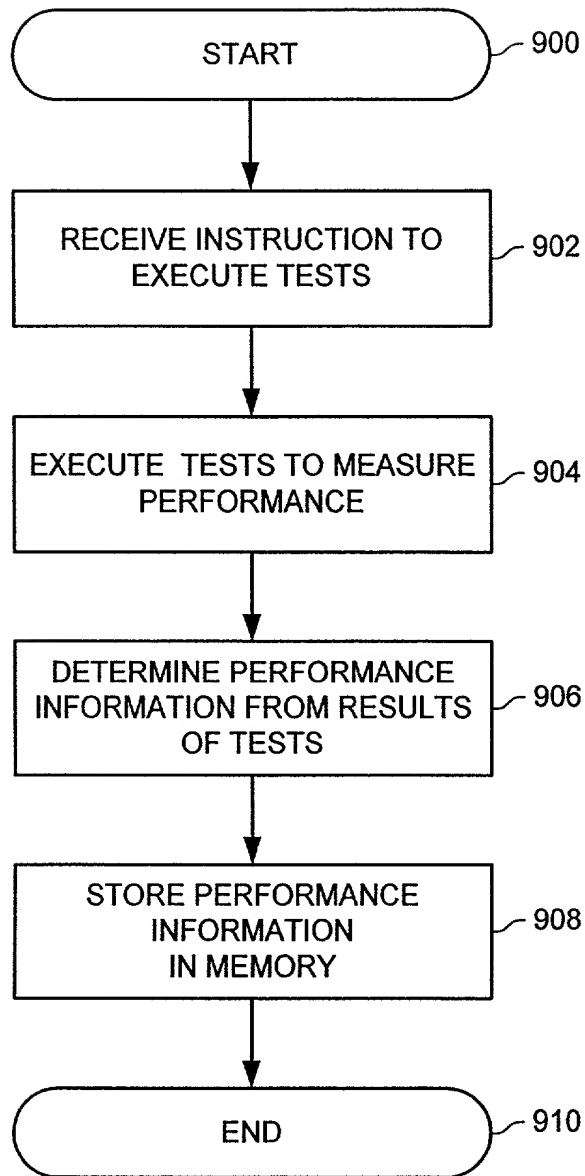 START
900
RECEIVE INSTRUCTION TO
EXECUTE TESTS
902
EXECUTE TESTS TO MEASURE
PERFORMANCE
904
DETERMINE PERFORMANCE
INFORMATION FROM RESULTS
OF TESTS
906
STORE PERFORMANCE
INFORMATION
IN MEMORY
908
END
910